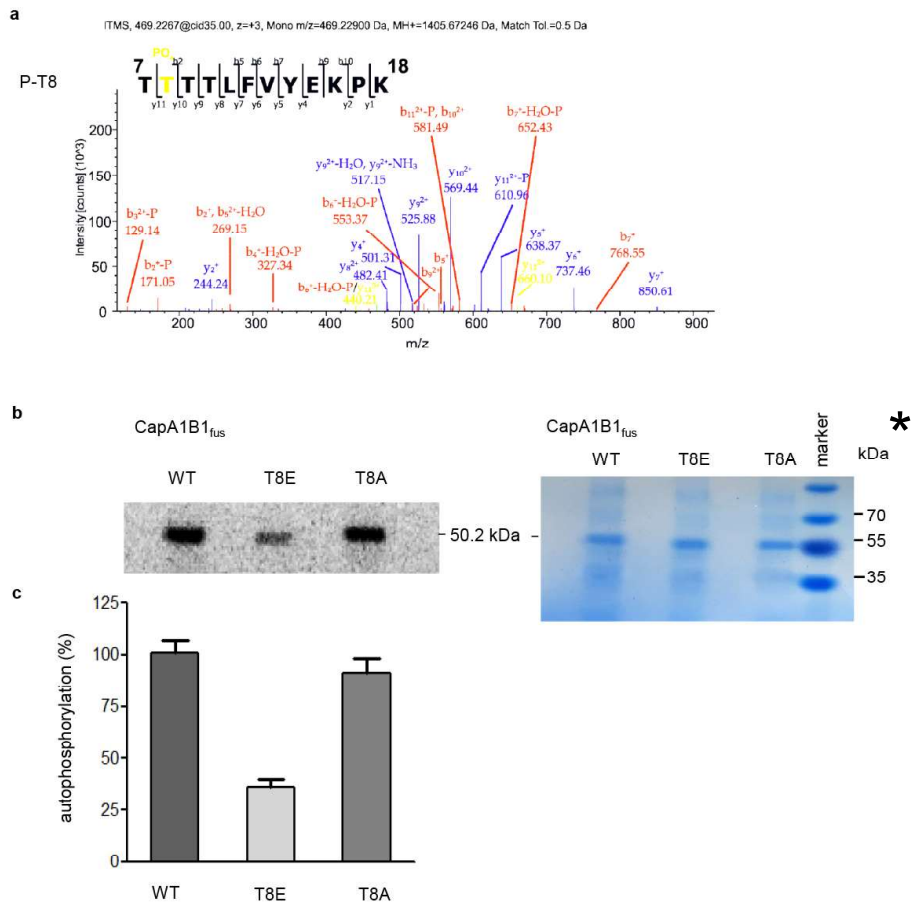 a
ITMS, 469.2267@cid35.00, z=+3, Mono m/z=469.22900 Da, MH+=1405.67246 Da, Match Tol.=0.5 Da
P-T8
PO
b2 b5 b6 b7 b9 b10
7 T T T T L F V Y E K P K 18
y11 y10 y9 y8 y7 y6 y5 y4 y2 y1
Intensity [counts] (10^3)
200
150
100
50
0
b₃²⁺-P
129.14
b₂⁺-P
171.05
y₂⁺
244.24
b₂⁺, b₅²⁺-H₂O
269.15
b₄⁺-H₂O-P
327.34
440.21
y₈²⁺
482.41
y₄⁺
501.31
y₉²⁺-H₂O, y₉²⁺-NH₃
517.15
y₉²⁺
525.88
b₆⁺-H₂O-P
553.37
b₉²⁺
b₅⁺
y₁₀²⁺
569.44
b₁₁²⁺-P, b₁₀²⁺
581.49
y₁₁²⁺-P
610.96
y₅⁺
638.37
b₇⁺-H₂O-P
652.43
y₁₁²⁺
660.10
y₆⁺
737.46
b₇⁺
768.55
y₇⁺
850.61
200 300 400 500 600 700 800 900
m/z
b
CapA1B1fus
WT T8E T8A
50.2 kDa
CapA1B1fus
WT T8E T8A marker kDa *
70
55
35
c
autophosphorylation (%)
125
100
75
50
25
0
WT T8E T8A